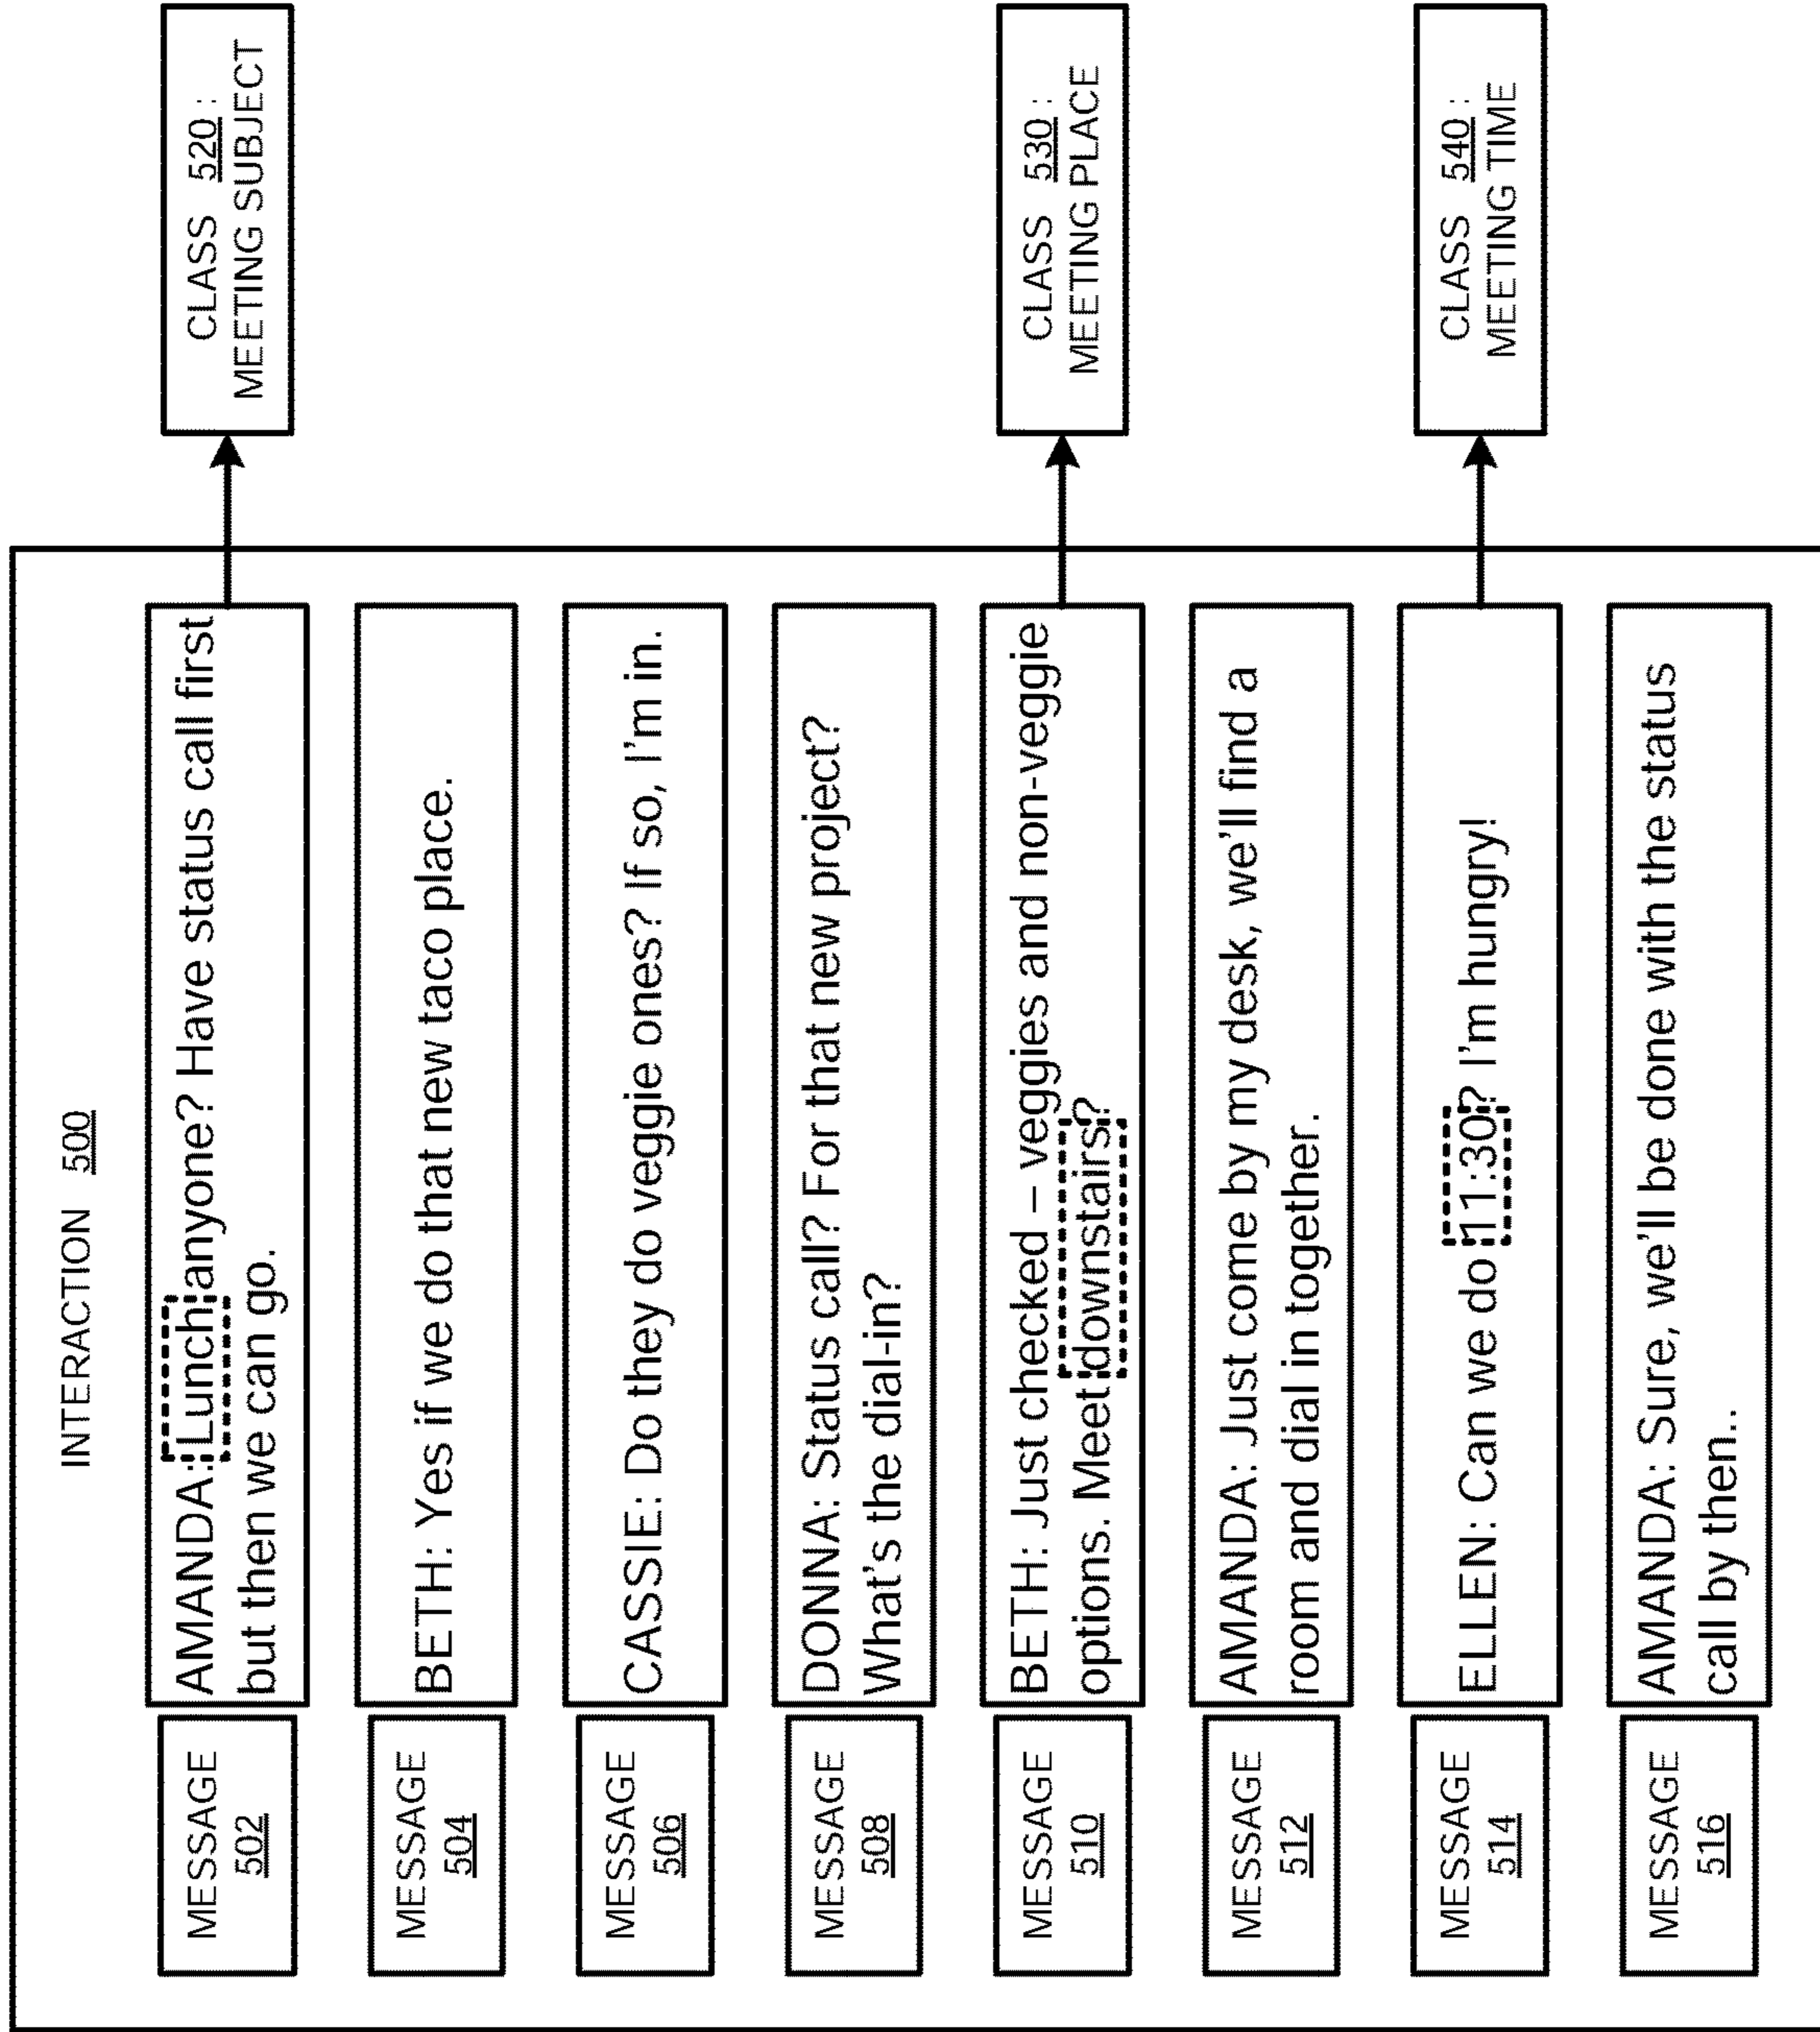 INTERACTION 500
MESSAGE
502
AMANDA: Lunch anyone? Have status call first
but then we can go.
CLASS 520 :
MEETING SUBJECT
MESSAGE
504
BETH: Yes if we do that new taco place.
MESSAGE
506
CASSIE: Do they do veggie ones? If so, I'm in.
MESSAGE
508
DONNA: Status call? For that new project?
What's the dial-in?
MESSAGE
510
BETH: Just checked – veggies and non-veggie
options. Meet downstairs?
CLASS 530 :
MEETING PLACE
MESSAGE
512
AMANDA: Just come by my desk, we'll find a
room and dial in together.
MESSAGE
514
ELLEN: Can we do 11:30? I'm hungry!
CLASS 540 :
MEETING TIME
MESSAGE
516
AMANDA: Sure, we'll be done with the status
call by then..